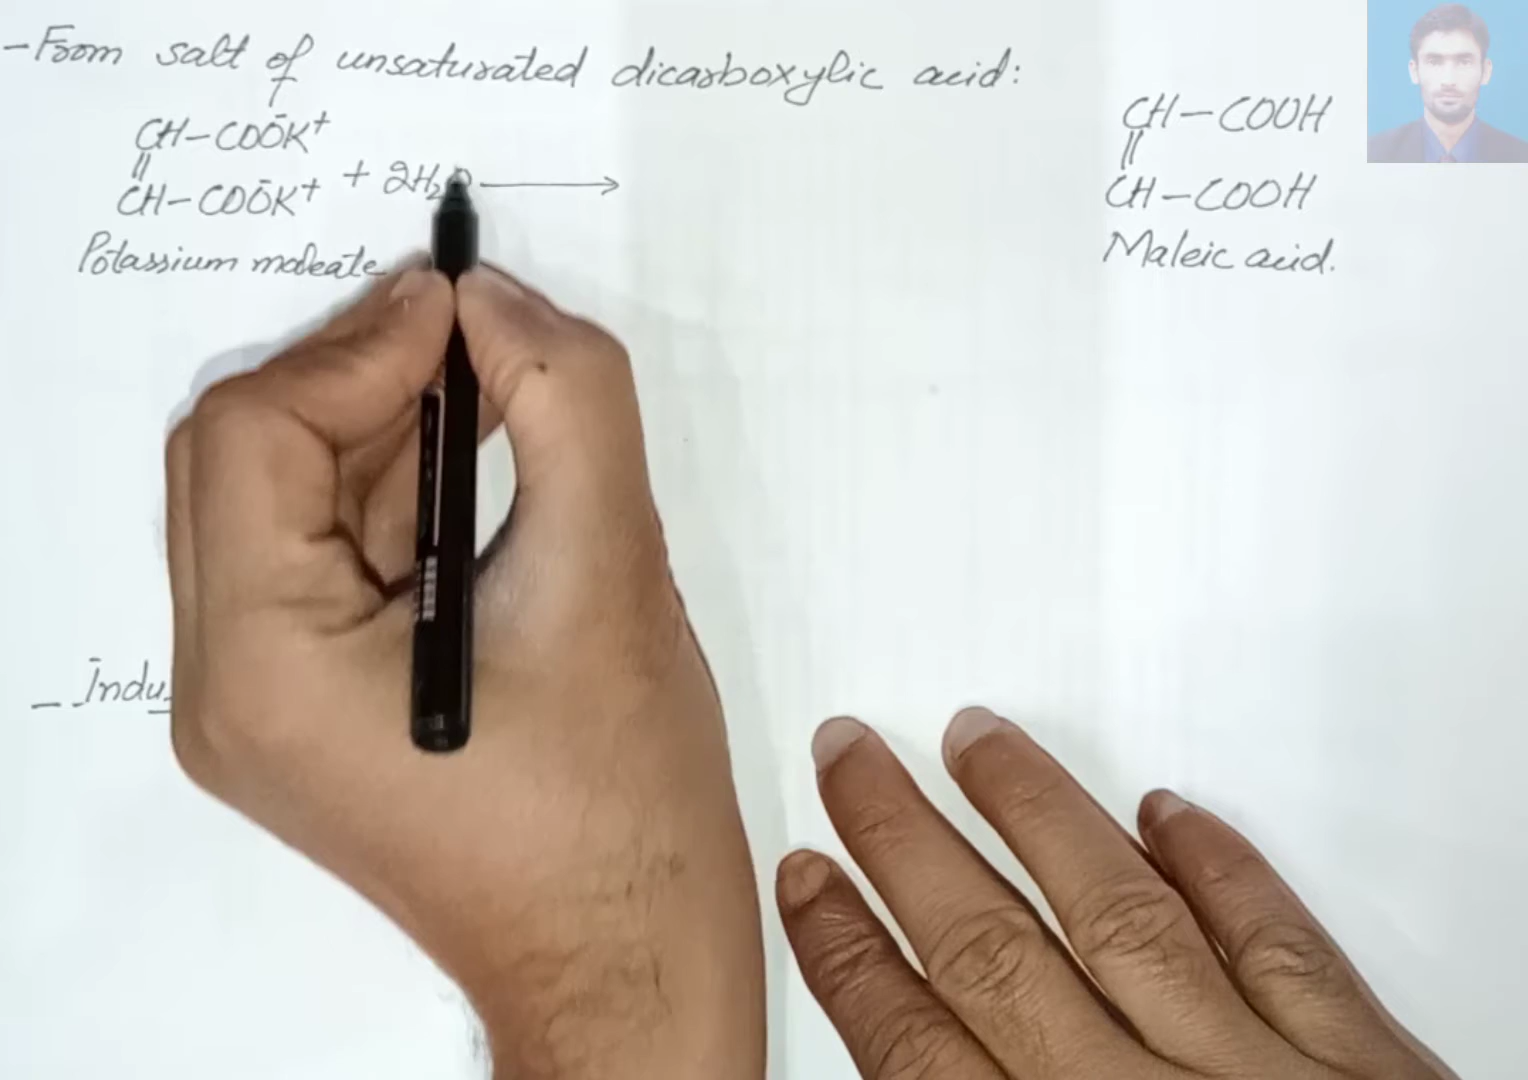 - From salt of unsaturated dicarboxylic acid:
CH-COO⁻K⁺
||
CH-COO⁻K⁺ + 2H₂O ⟶
Potassium maleate
CH-COOH
||
CH-COOH
Maleic acid.
- Indus